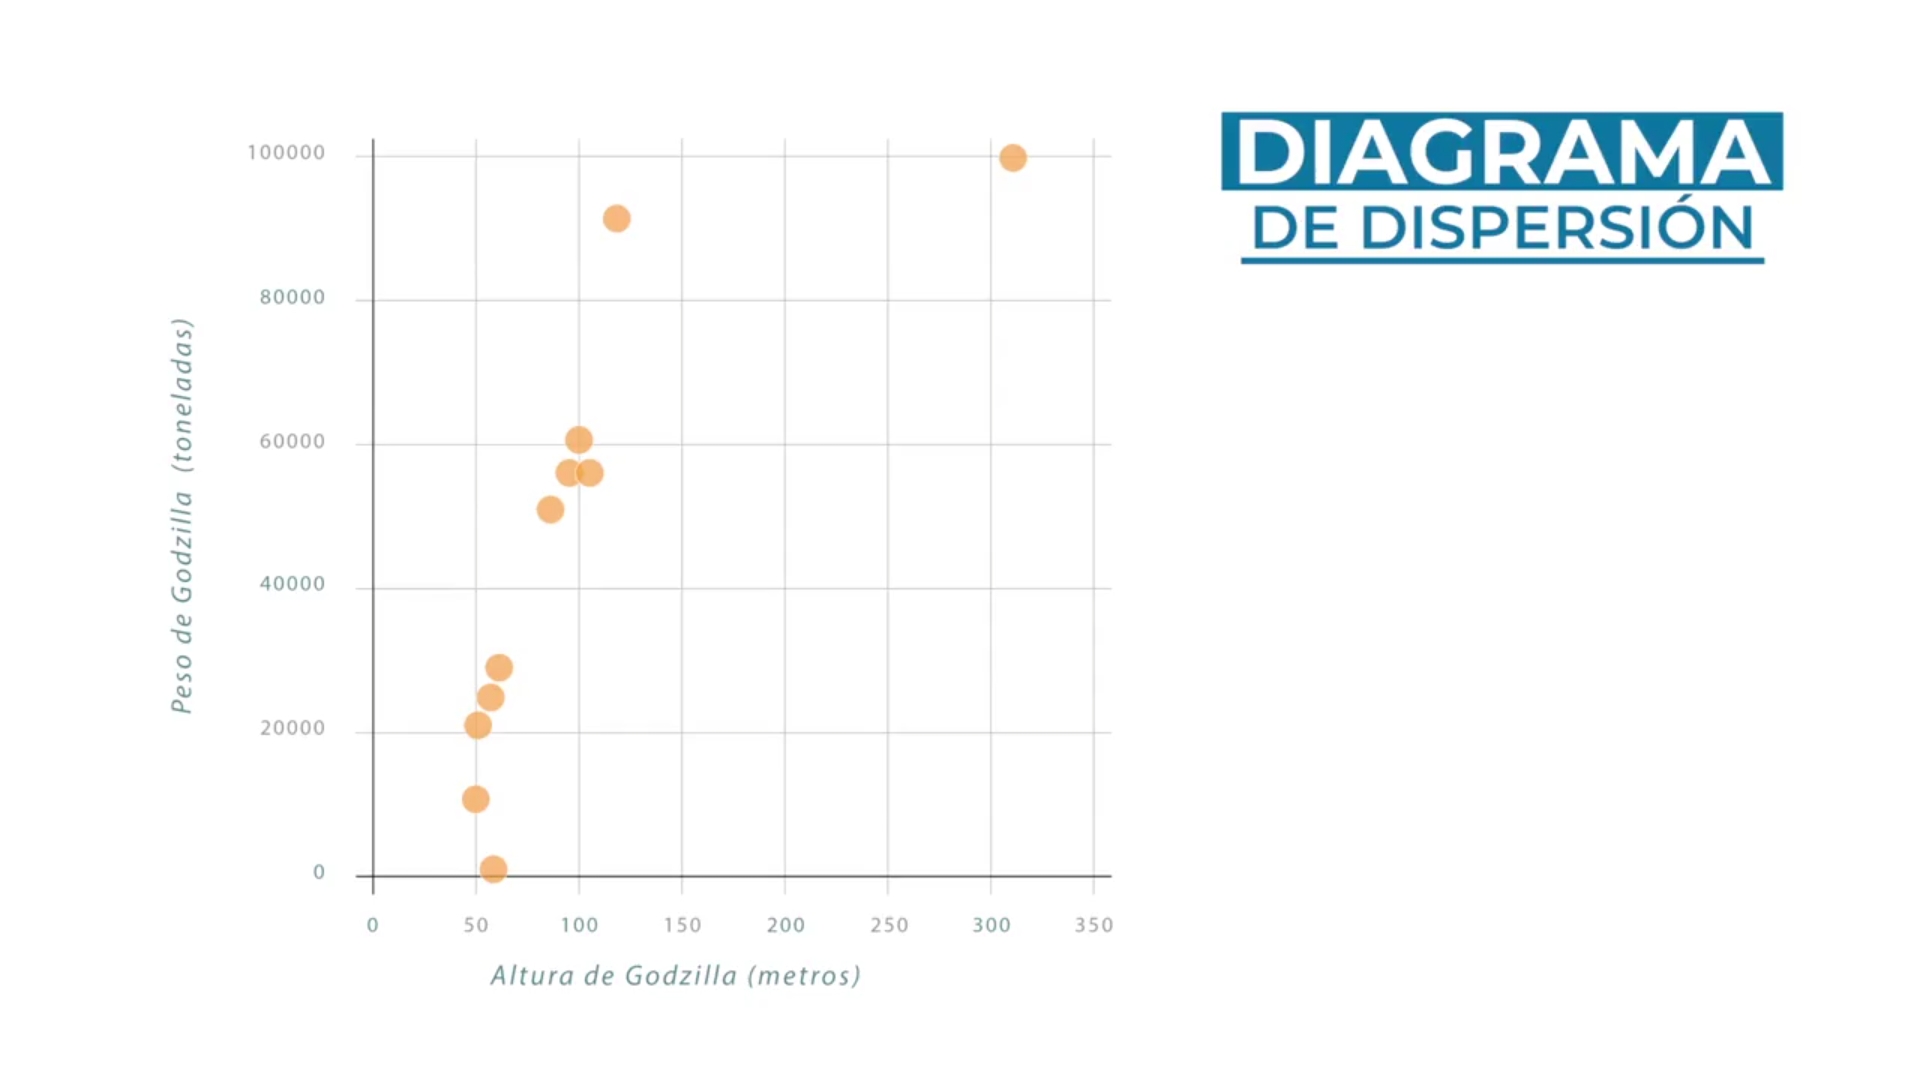 DIAGRAMA
DE DISPERSIÓN
Peso de Godzilla (toneladas)
100000
80000
60000
40000
20000
0
0 50 100 150 200 250 300 350
Altura de Godzilla (metros)